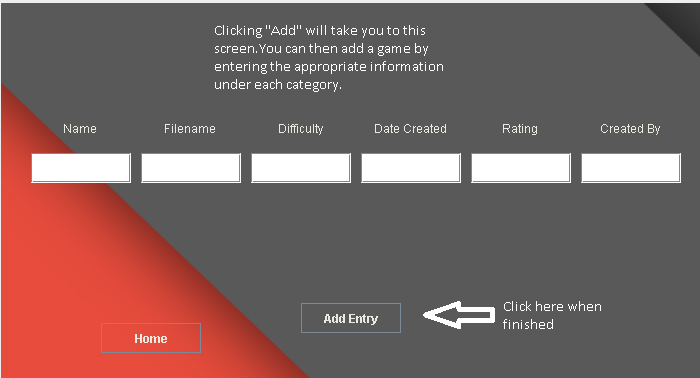 Clicking "Add" will take you to this
screen.You can then add a game by
entering the appropriate information
under each category.
Name Filename Difficulty Date Created Rating Created By
Add Entry
Click here when
finished
Home